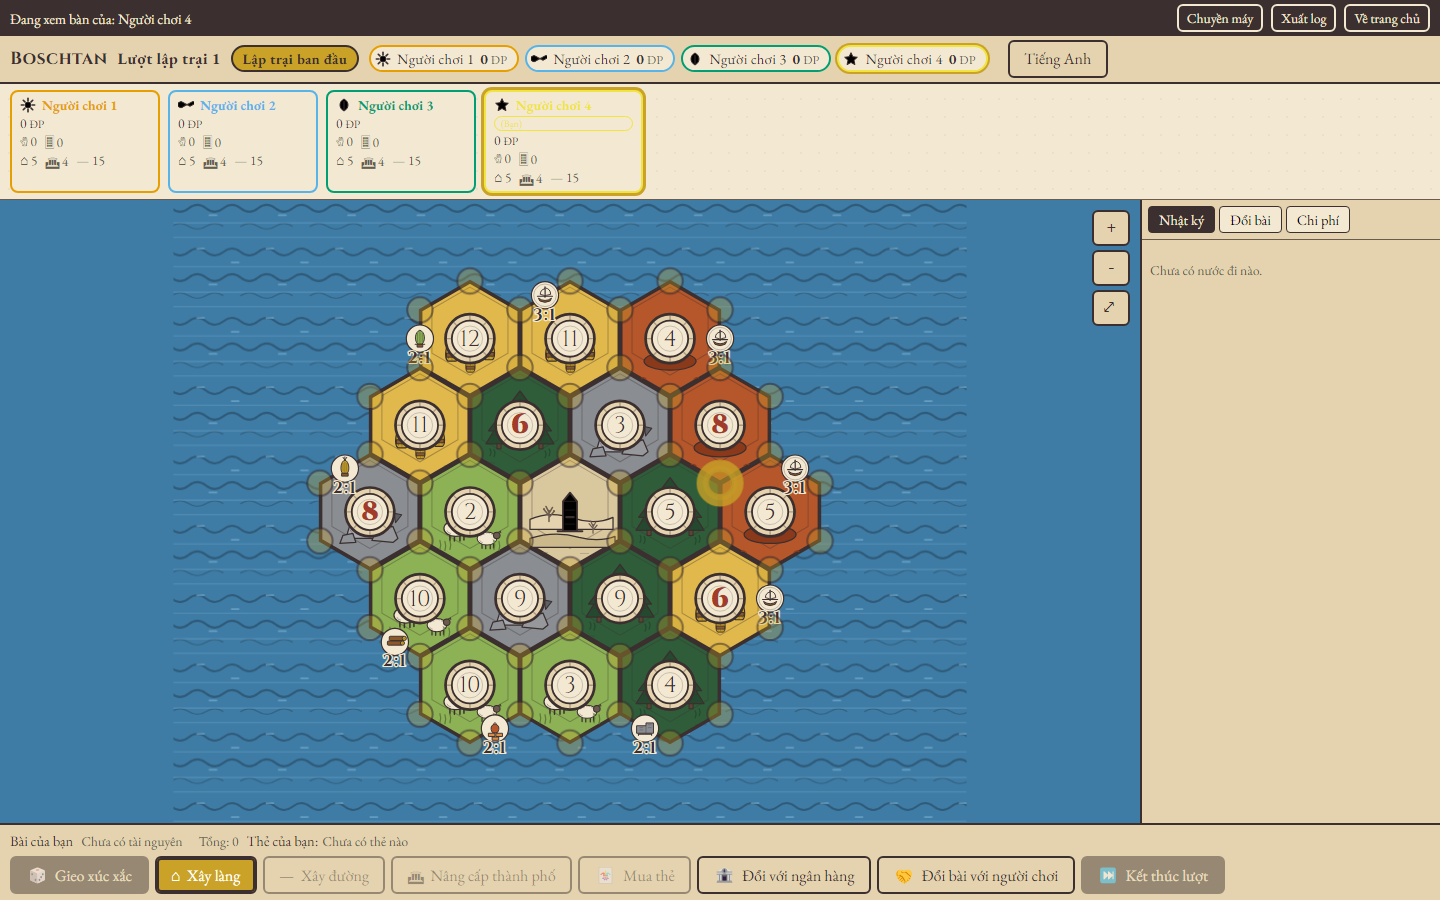 Đang xem bàn của: Người chơi 4
Chuyền máy
Xuất log
Về trang chủ
BOSCHTAN
Lượt lập trại 1
Lập trại ban đầu
Người chơi 1 0 ĐP
Người chơi 2 0 ĐP
Người chơi 3 0 ĐP
Người chơi 4 0 ĐP
Tiếng Anh
Người chơi 1
0 ĐP
0 0
5 4 — 15
Người chơi 2
0 ĐP
0 0
5 4 — 15
Người chơi 3
0 ĐP
0 0
5 4 — 15
Người chơi 4
(Bạn)
0 ĐP
0 0
5 4 — 15
+
-
Nhật ký
Đổi bài
Chi phí
Chưa có nước đi nào.
3:1
12 11 4
2:1 3:1
11 6 3 8
2:1 3:1
8 2 5 5
10 9 9 6
3:1
2:1
10 3 4
2:1 2:1
Bài của bạn Chưa có tài nguyên Tổng: 0 Thẻ của bạn: Chưa có thẻ nào
Gieo xúc xắc
Xây làng
— Xây đường
Nâng cấp thành phố
Mua thẻ
Đổi với ngân hàng
Đổi bài với người chơi
Kết thúc lượt